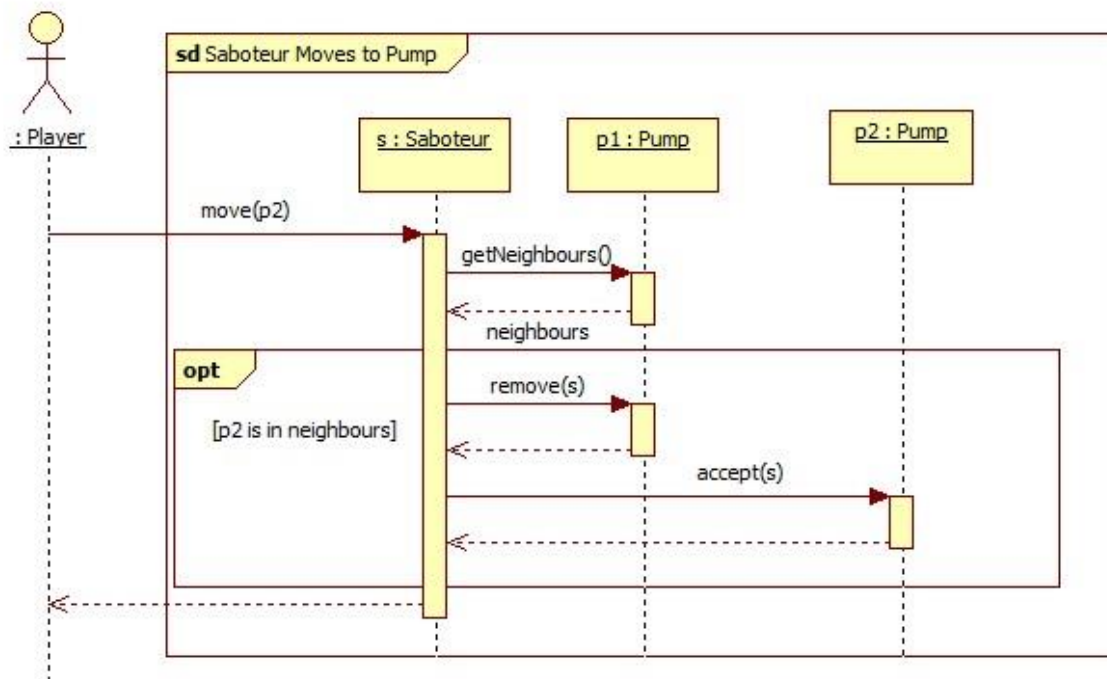 sd Saboteur Moves to Pump
: Player
s : Saboteur
p1 : Pump
p2 : Pump
move(p2)
getNeighbours()
neighbours
opt
remove(s)
[p2 is in neighbours]
accept(s)